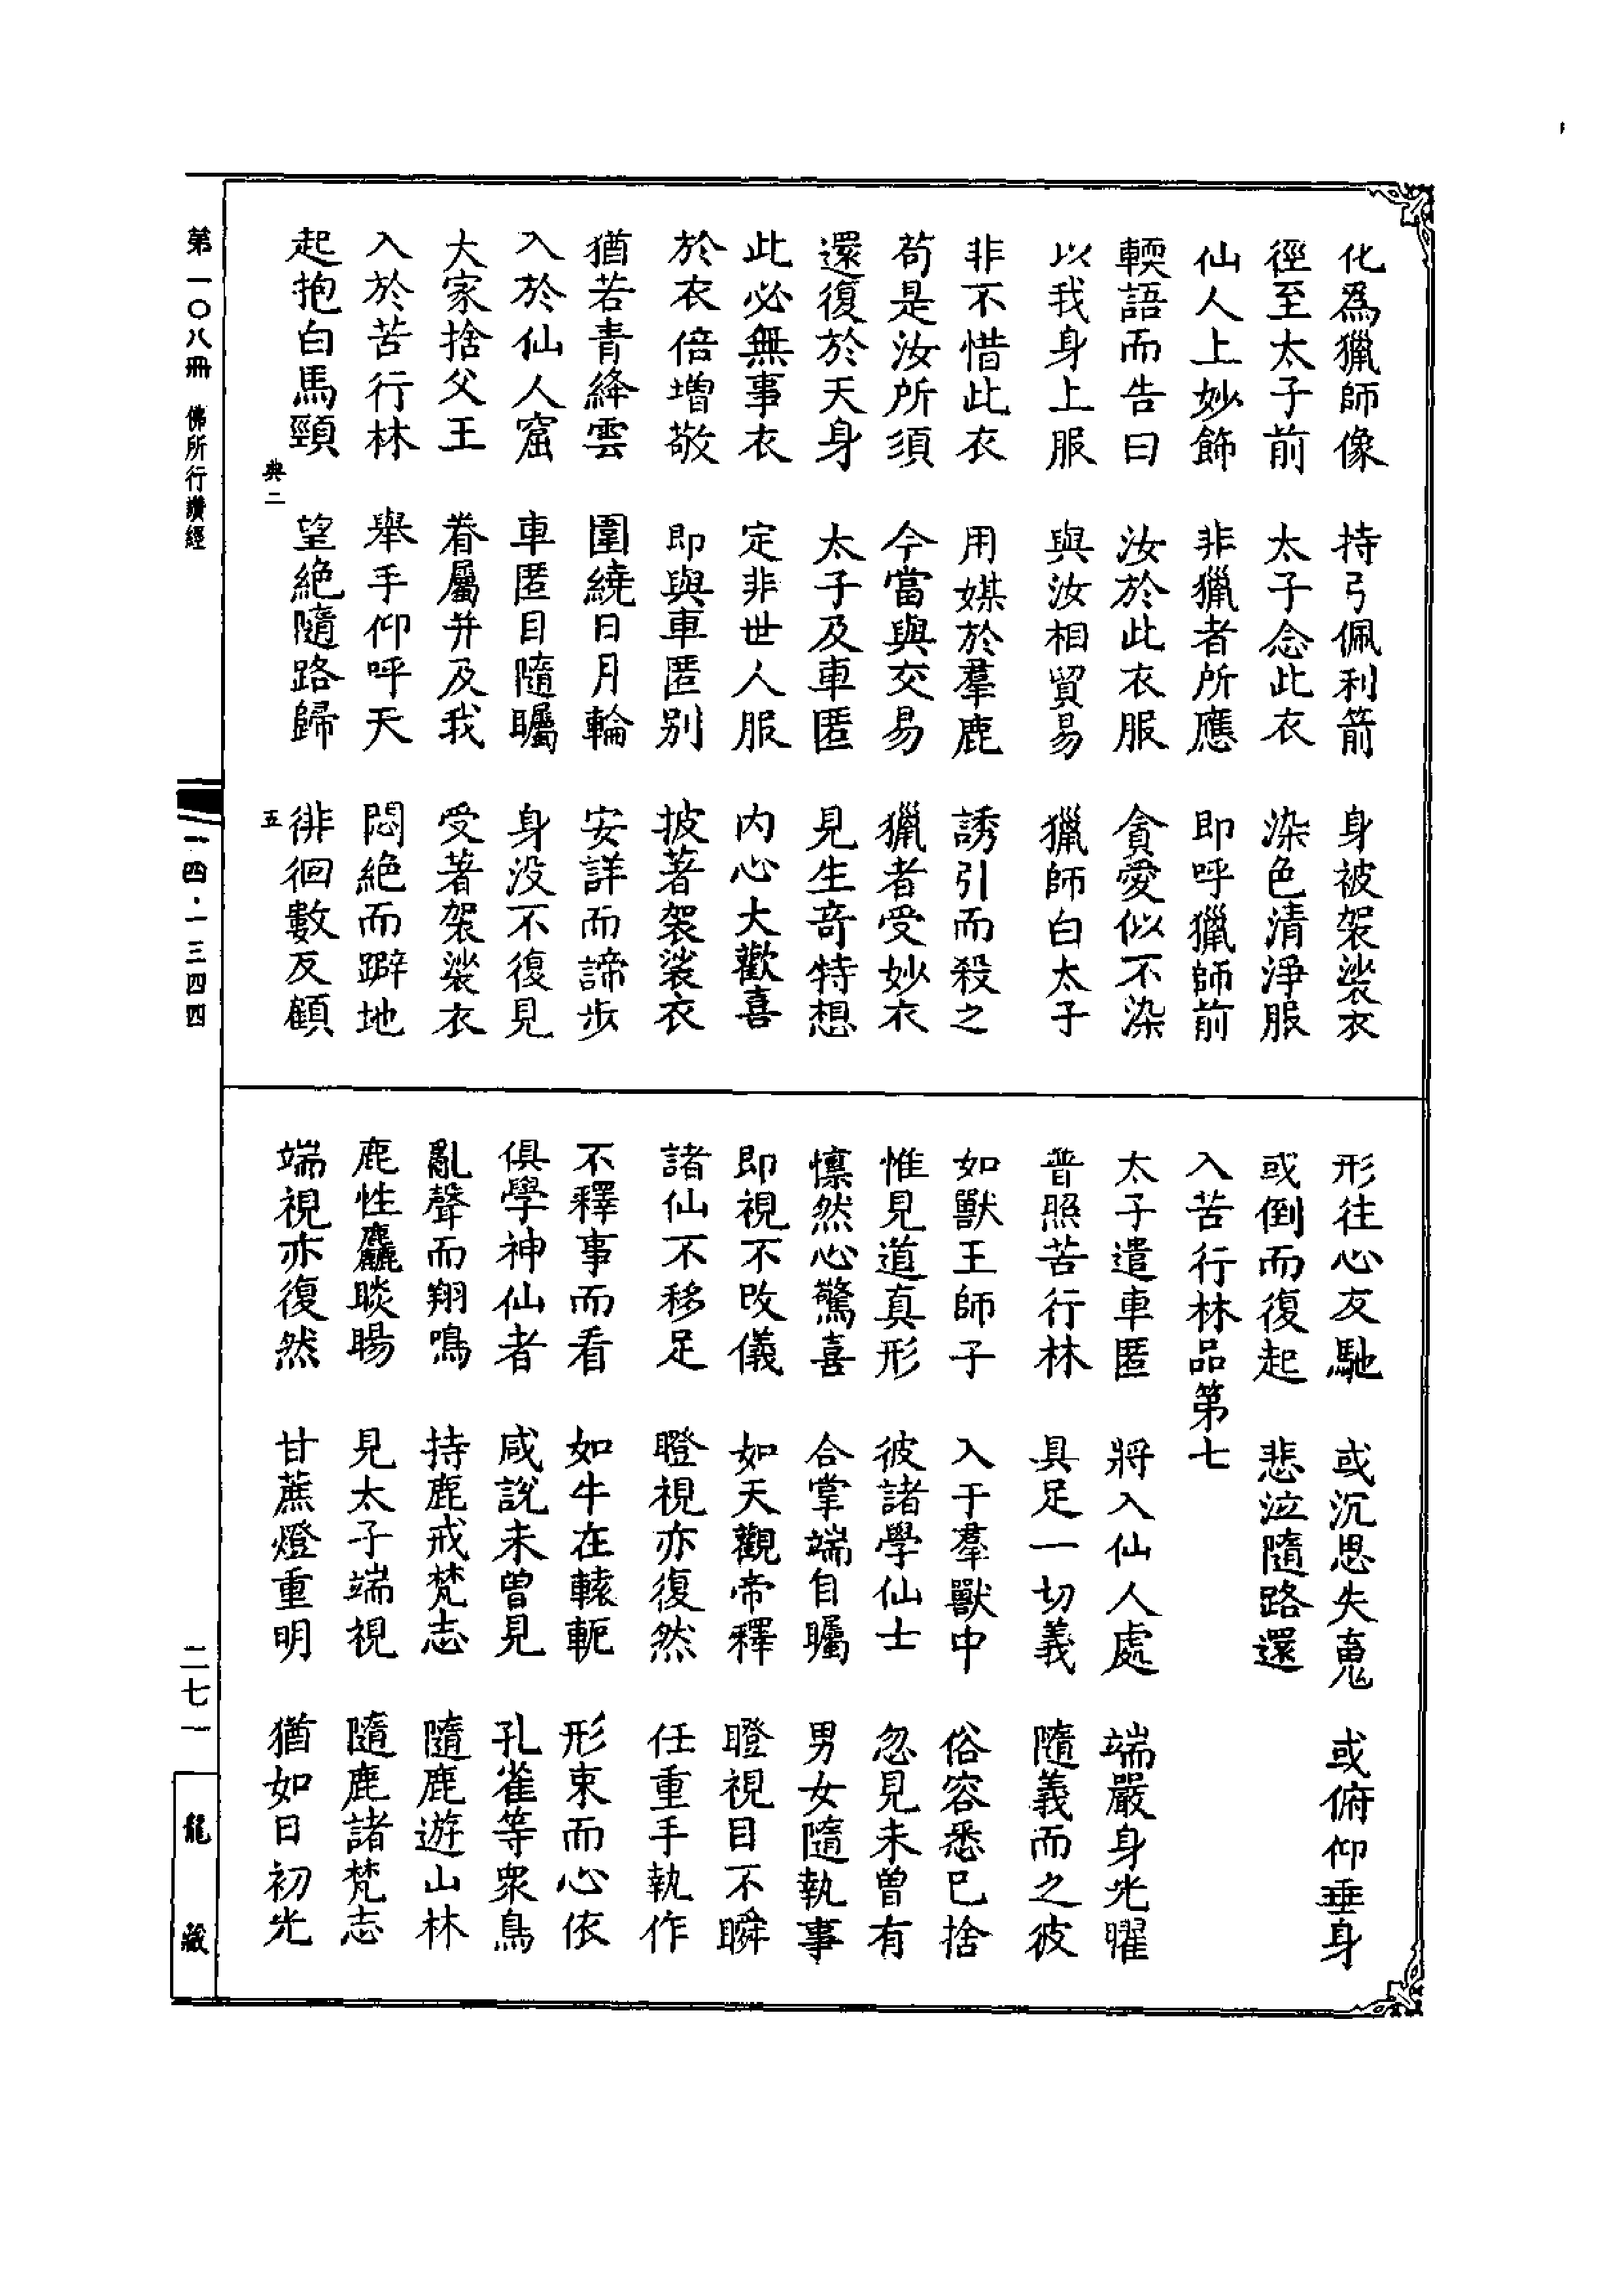 化爲獵師像　持弓佩利箭　身被袈裟衣
徑至太子前　太子念此衣　染色清淨服
仙人上妙飾　非獵者所應　即呼獵師前
輭語而告曰　汝於此衣服　貪愛似不染
以我身上服　與汝相貿易　獵師白太子
非不惜此衣　用媒於羣鹿　誘引而殺之
苟是汝所須　今當與交易　獵者受妙衣
還復於天身　太子及車匿　見生奇特想
此必無事衣　定非世人服　內心大歡喜
於衣倍增敬　即與車匿別　披著袈裟衣
猶若青絳雲　圍繞日月輪　安詳而諦步
入於仙人窟　車匿目隨矚　身没不復見
大家捨父王　眷屬并及我　受著袈裟衣
入於苦行林　舉手仰呼天　悶絕而躃地
起抱白馬頸　望絕隨路歸　徘徊數反顧
典二　五
形往心反馳　或沉思失䰟　或俯仰垂身
或倒而復起　悲泣隨路還
入苦行林品第七
太子遣車匿　將入仙人處　端嚴身光曜
普照苦行林　具足一切義　隨義而之彼
如獸王師子　入于羣獸中　俗容悉已捨
惟見道真形　彼諸學仙士　忽見未曾有
懍然心驚喜　合掌端目矚　男女隨執事
即視不改儀　如天觀帝釋　瞪視目不瞬
諸仙不移足　瞪視亦復然　任重手執作
不釋事而看　如牛在轅軛　形束而心依
俱學神仙者　咸說未曾見　孔雀等衆鳥
亂聲而翔鳴　持鹿戒梵志　隨鹿遊山林
鹿性麤睒暘　見太子端視　隨鹿諸梵志
端視亦復然　甘蔗燈重明　猶如日初光
第一〇八冊　佛所行讚經
一四·一三四四
二七一
龍藏